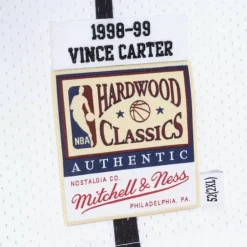 1998-99
VINCE CARTER
NBA
HARDWOOD
CLASSICS
AUTHENTIC
NOSTALGIA CO.
Mitchell & Ness
PHILADELPHIA, PA.
52(2XL)